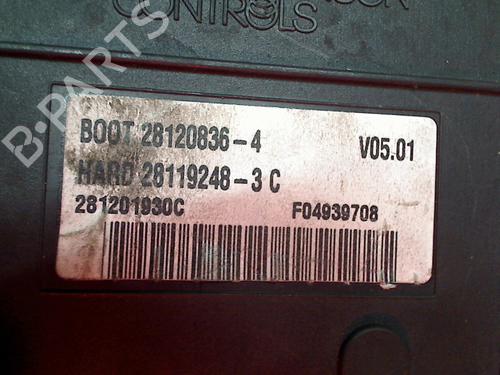 CONTROLS
BOOT 28120836-4 V05.01
HARD 28119248-3 C
281201930C F04939708
B-PARTS